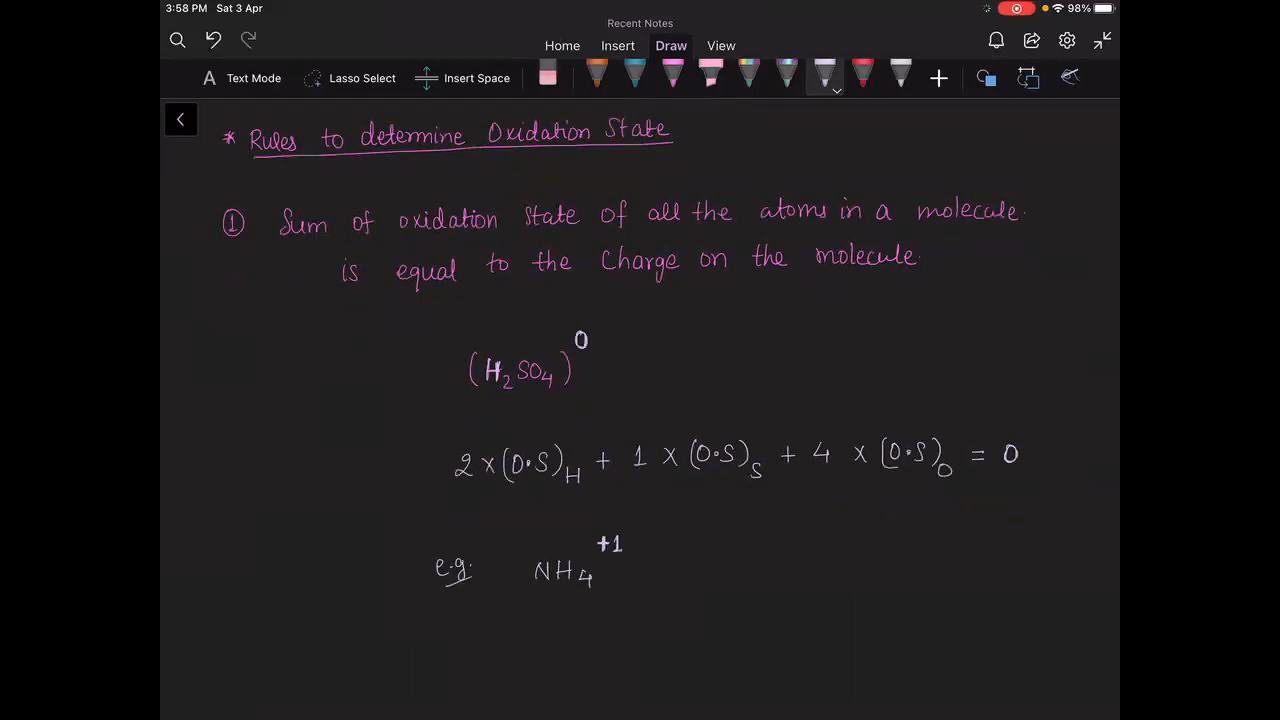 3:58 PM Sat 3 Apr
98%
Recent Notes
Home Insert Draw View
A Text Mode Lasso Select Insert Space
* Rules to determine Oxidation State
① Sum of oxidation state of all the atoms in a molecule.
is equal to the Charge on the molecule.
(H₂SO₄)⁰
2 × (O.S)H + 1 × (O.S)S + 4 × (O.S)O = 0
e.g. NH₄⁺¹